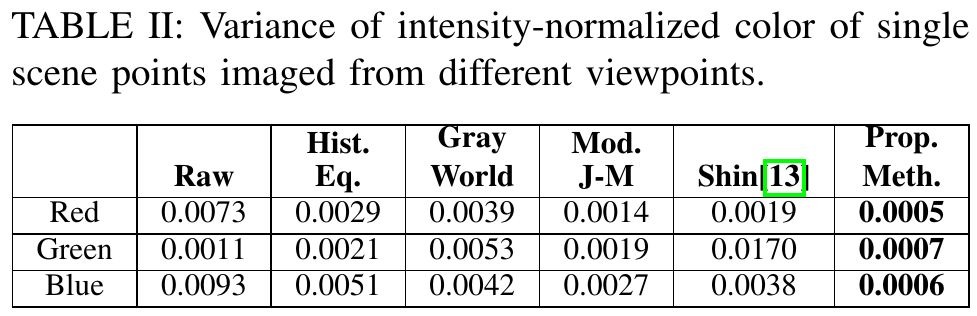 TABLE II: Variance of intensity-normalized color of single
scene points imaged from different viewpoints.
Raw Hist. Eq. Gray World Mod. J-M Shin[13] Prop. Meth.
Red 0.0073 0.0029 0.0039 0.0014 0.0019 0.0005
Green 0.0011 0.0021 0.0053 0.0019 0.0170 0.0007
Blue 0.0093 0.0051 0.0042 0.0027 0.0038 0.0006